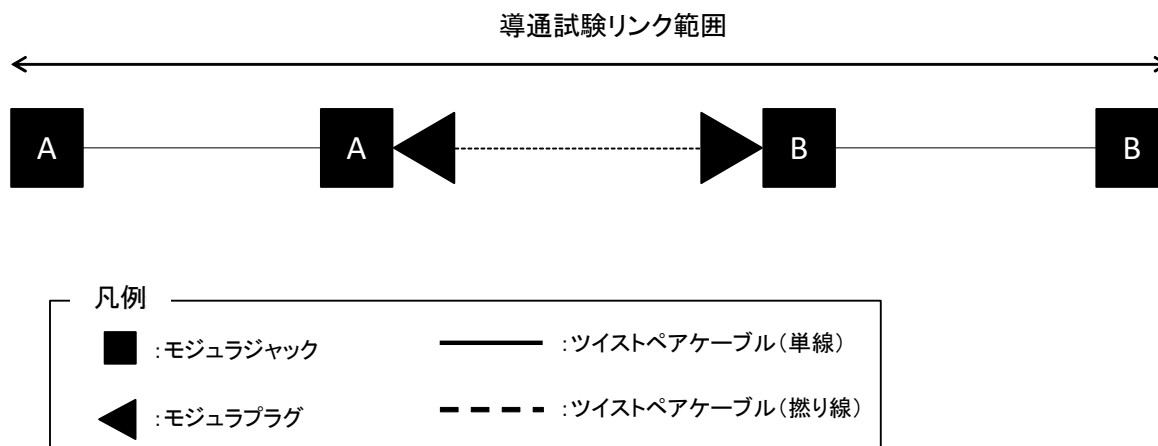 導通試験リンク範囲
A A B B
凡例
:モジュラジャック :ツイストペアケーブル(単線)
:モジュラプラグ :ツイストペアケーブル(撚り線)